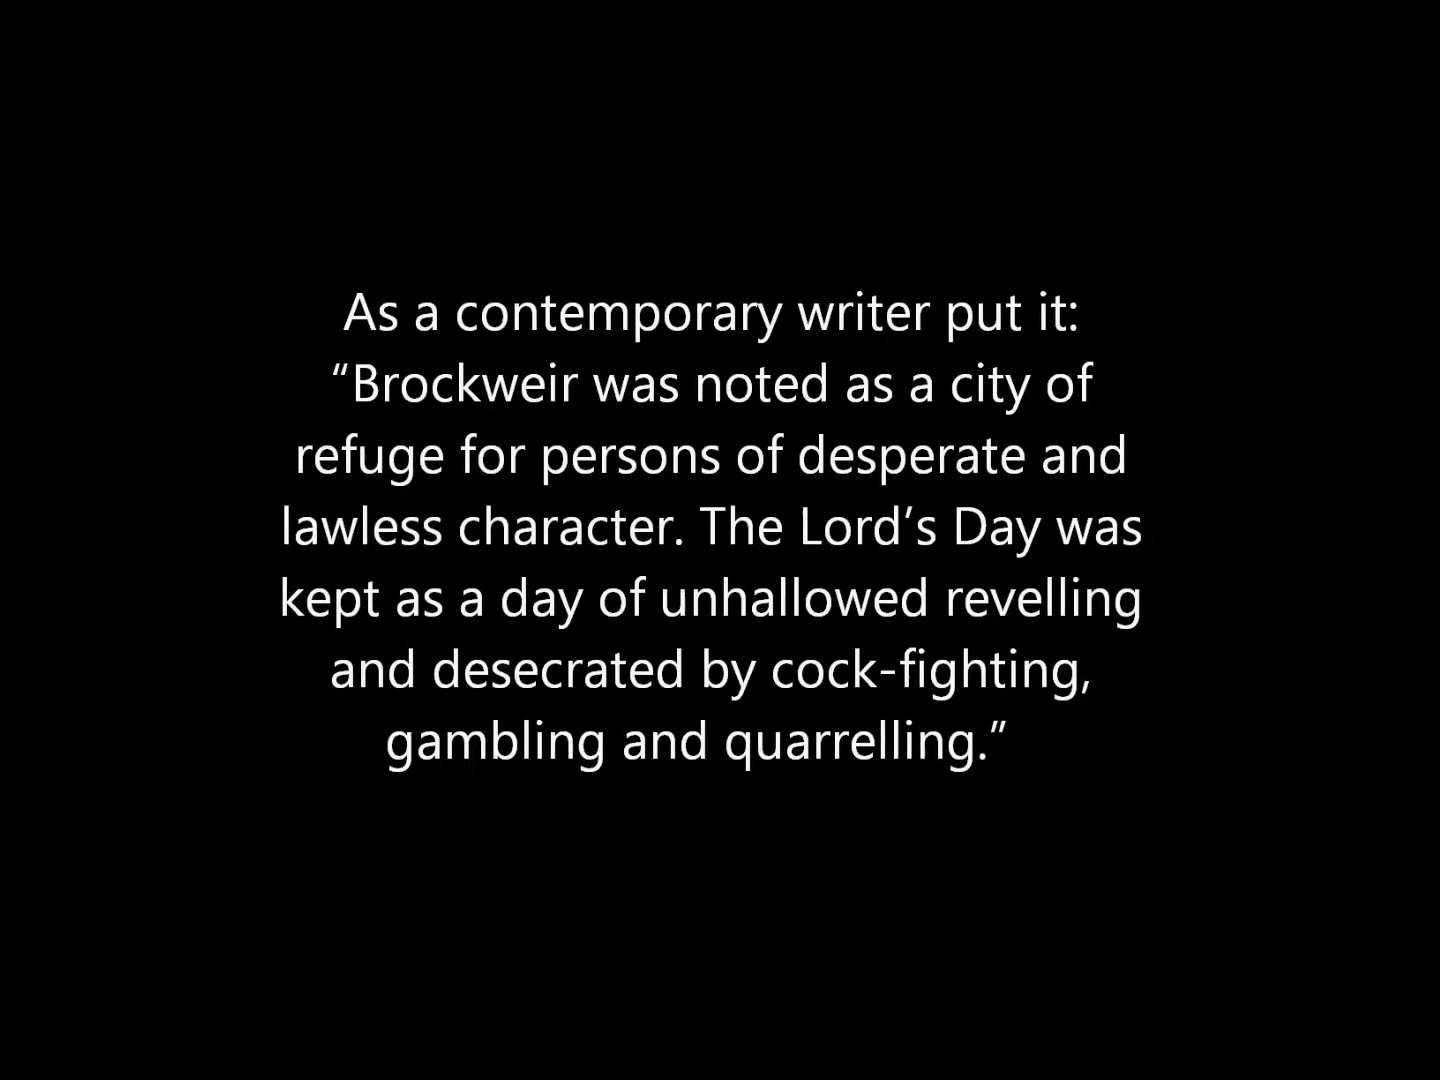 As a contemporary writer put it:
“Brockweir was noted as a city of
refuge for persons of desperate and
lawless character. The Lord’s Day was
kept as a day of unhallowed revelling
and desecrated by cock-fighting,
gambling and quarrelling.”